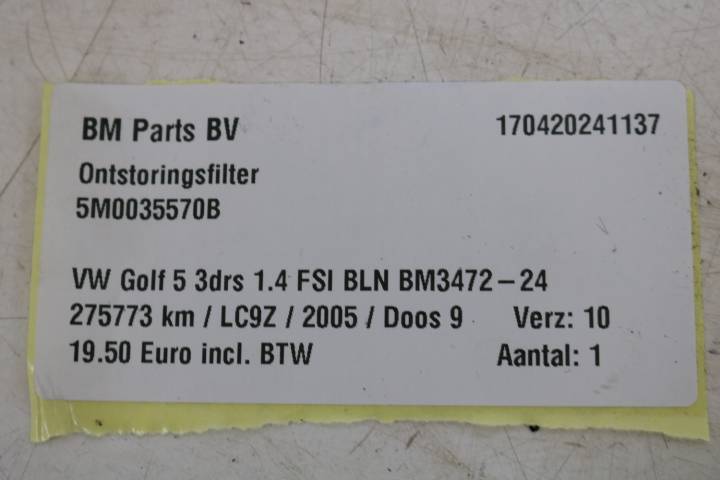 BM Parts BV 170420241137
Ontstoringsfilter
5M0035570B
VW Golf 5 3drs 1.4 FSI BLN BM3472-24
275773 km / LC9Z / 2005 / Doos 9 Verz: 10
19.50 Euro incl. BTW Aantal: 1